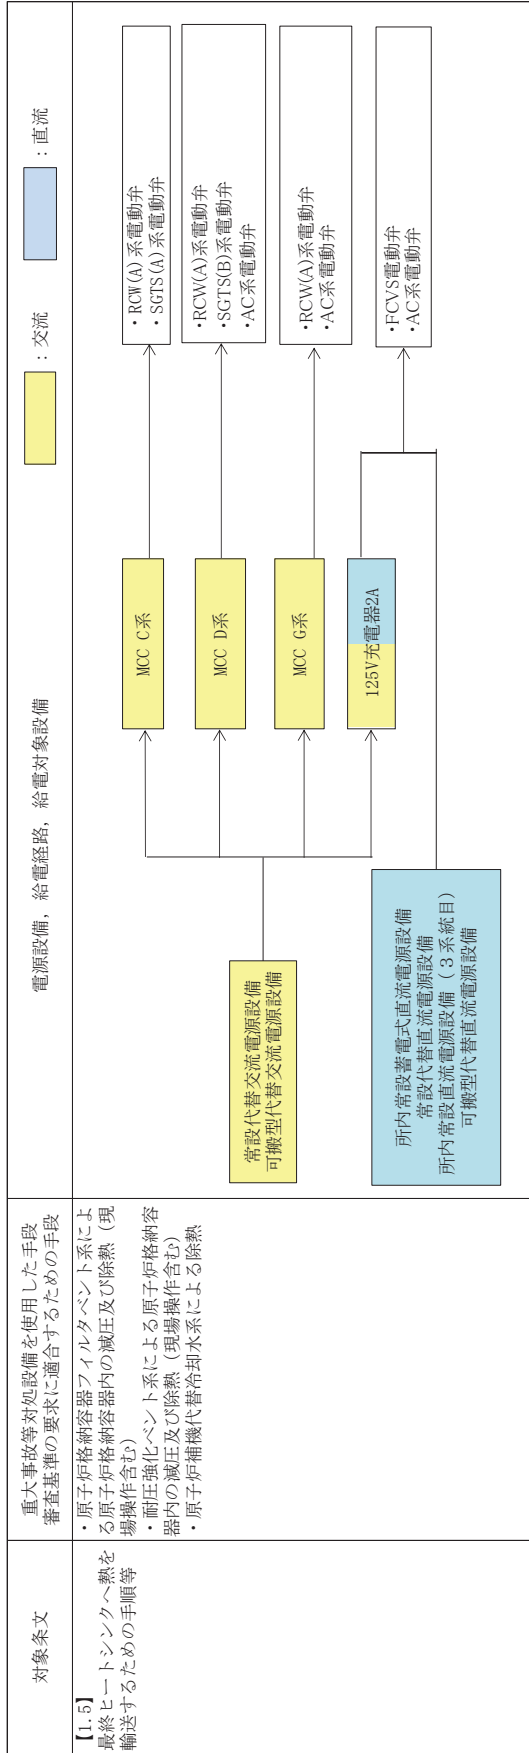 対象条文
重大事故等対処設備を使用した手段
審査基準の要求に適合するための手段
電源設備，給電経路，給電対象設備
：交流
：直流
【1.5】
最終ヒートシンクへ熱を
輸送するための手順等
・原子炉格納容器フィルタベント系によ
る原子炉格納容器内の減圧及び除熱（現
場操作含む）
・耐圧強化ベント系による原子炉格納容
器内の減圧及び除熱（現場操作含む）
・原子炉補機代替冷却水系による除熱
常設代替交流電源設備
可搬型代替交流電源設備
所内常設蓄電式直流電源設備
常設代替直流電源設備
所内常設直流電源設備（３系統目）
可搬型代替直流電源設備
MCC C系
MCC D系
MCC G系
125V充電器2A
・RCW(A)系電動弁
・SGTS(A)系電動弁
・RCW(A)系電動弁
・SGTS(B)系電動弁
・AC系電動弁
・RCW(A)系電動弁
・AC系電動弁
・FCVS電動弁
・AC系電動弁